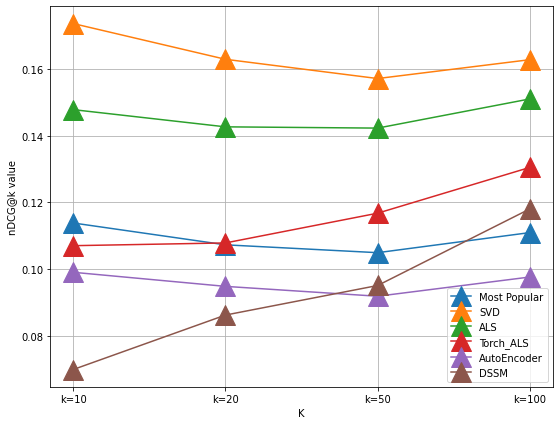 0.16
0.14
0.12
0.10
0.08
nDCG@k value
k=10
k=20
k=50
k=100
K
Most Popular
SVD
ALS
Torch_ALS
AutoEncoder
DSSM